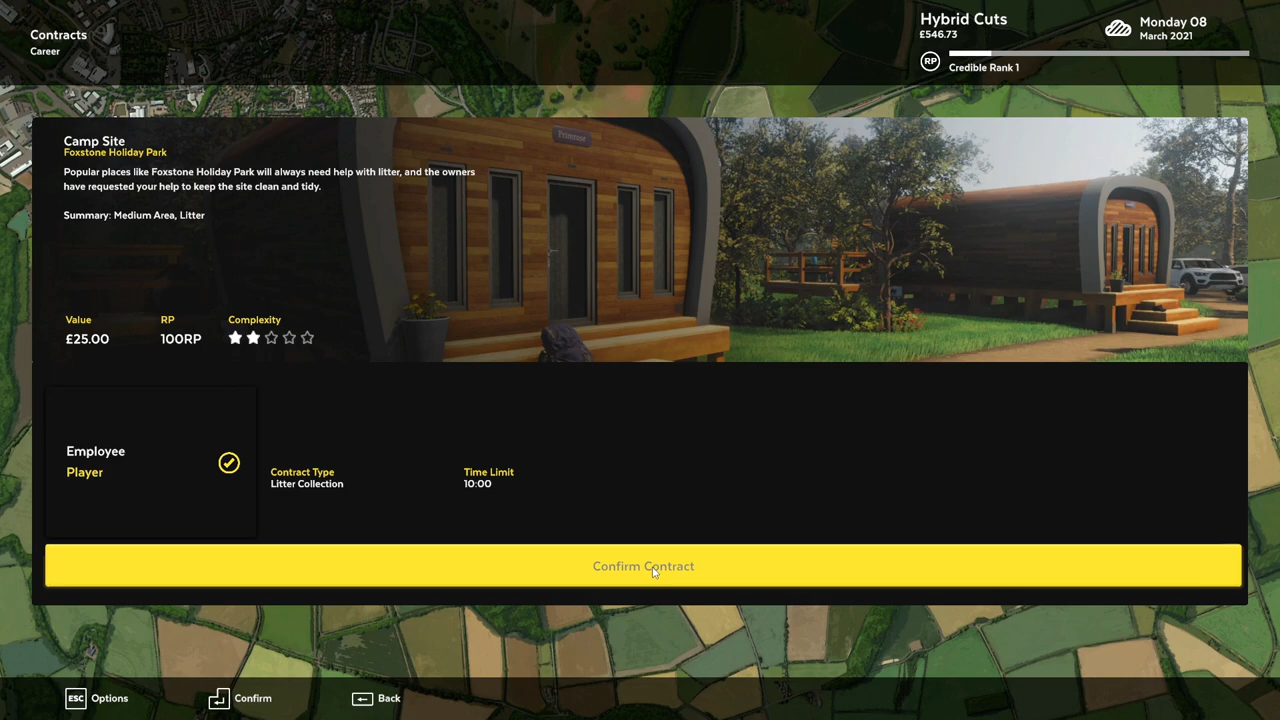 Contracts
Career
Hybrid Cuts
£546.73
Monday 08
March 2021
RP
Credible Rank 1
Camp Site
Foxstone Holiday Park
Popular places like Foxstone Holiday Park will always need help with litter, and the owners
have requested your help to keep the site clean and tidy.
Summary: Medium Area, Litter
Primrose
Value
RP
Complexity
£25.00
100RP
Employee
Player
Contract Type
Litter Collection
Time Limit
10:00
Confirm Contract
ESC Options
Confirm
Back